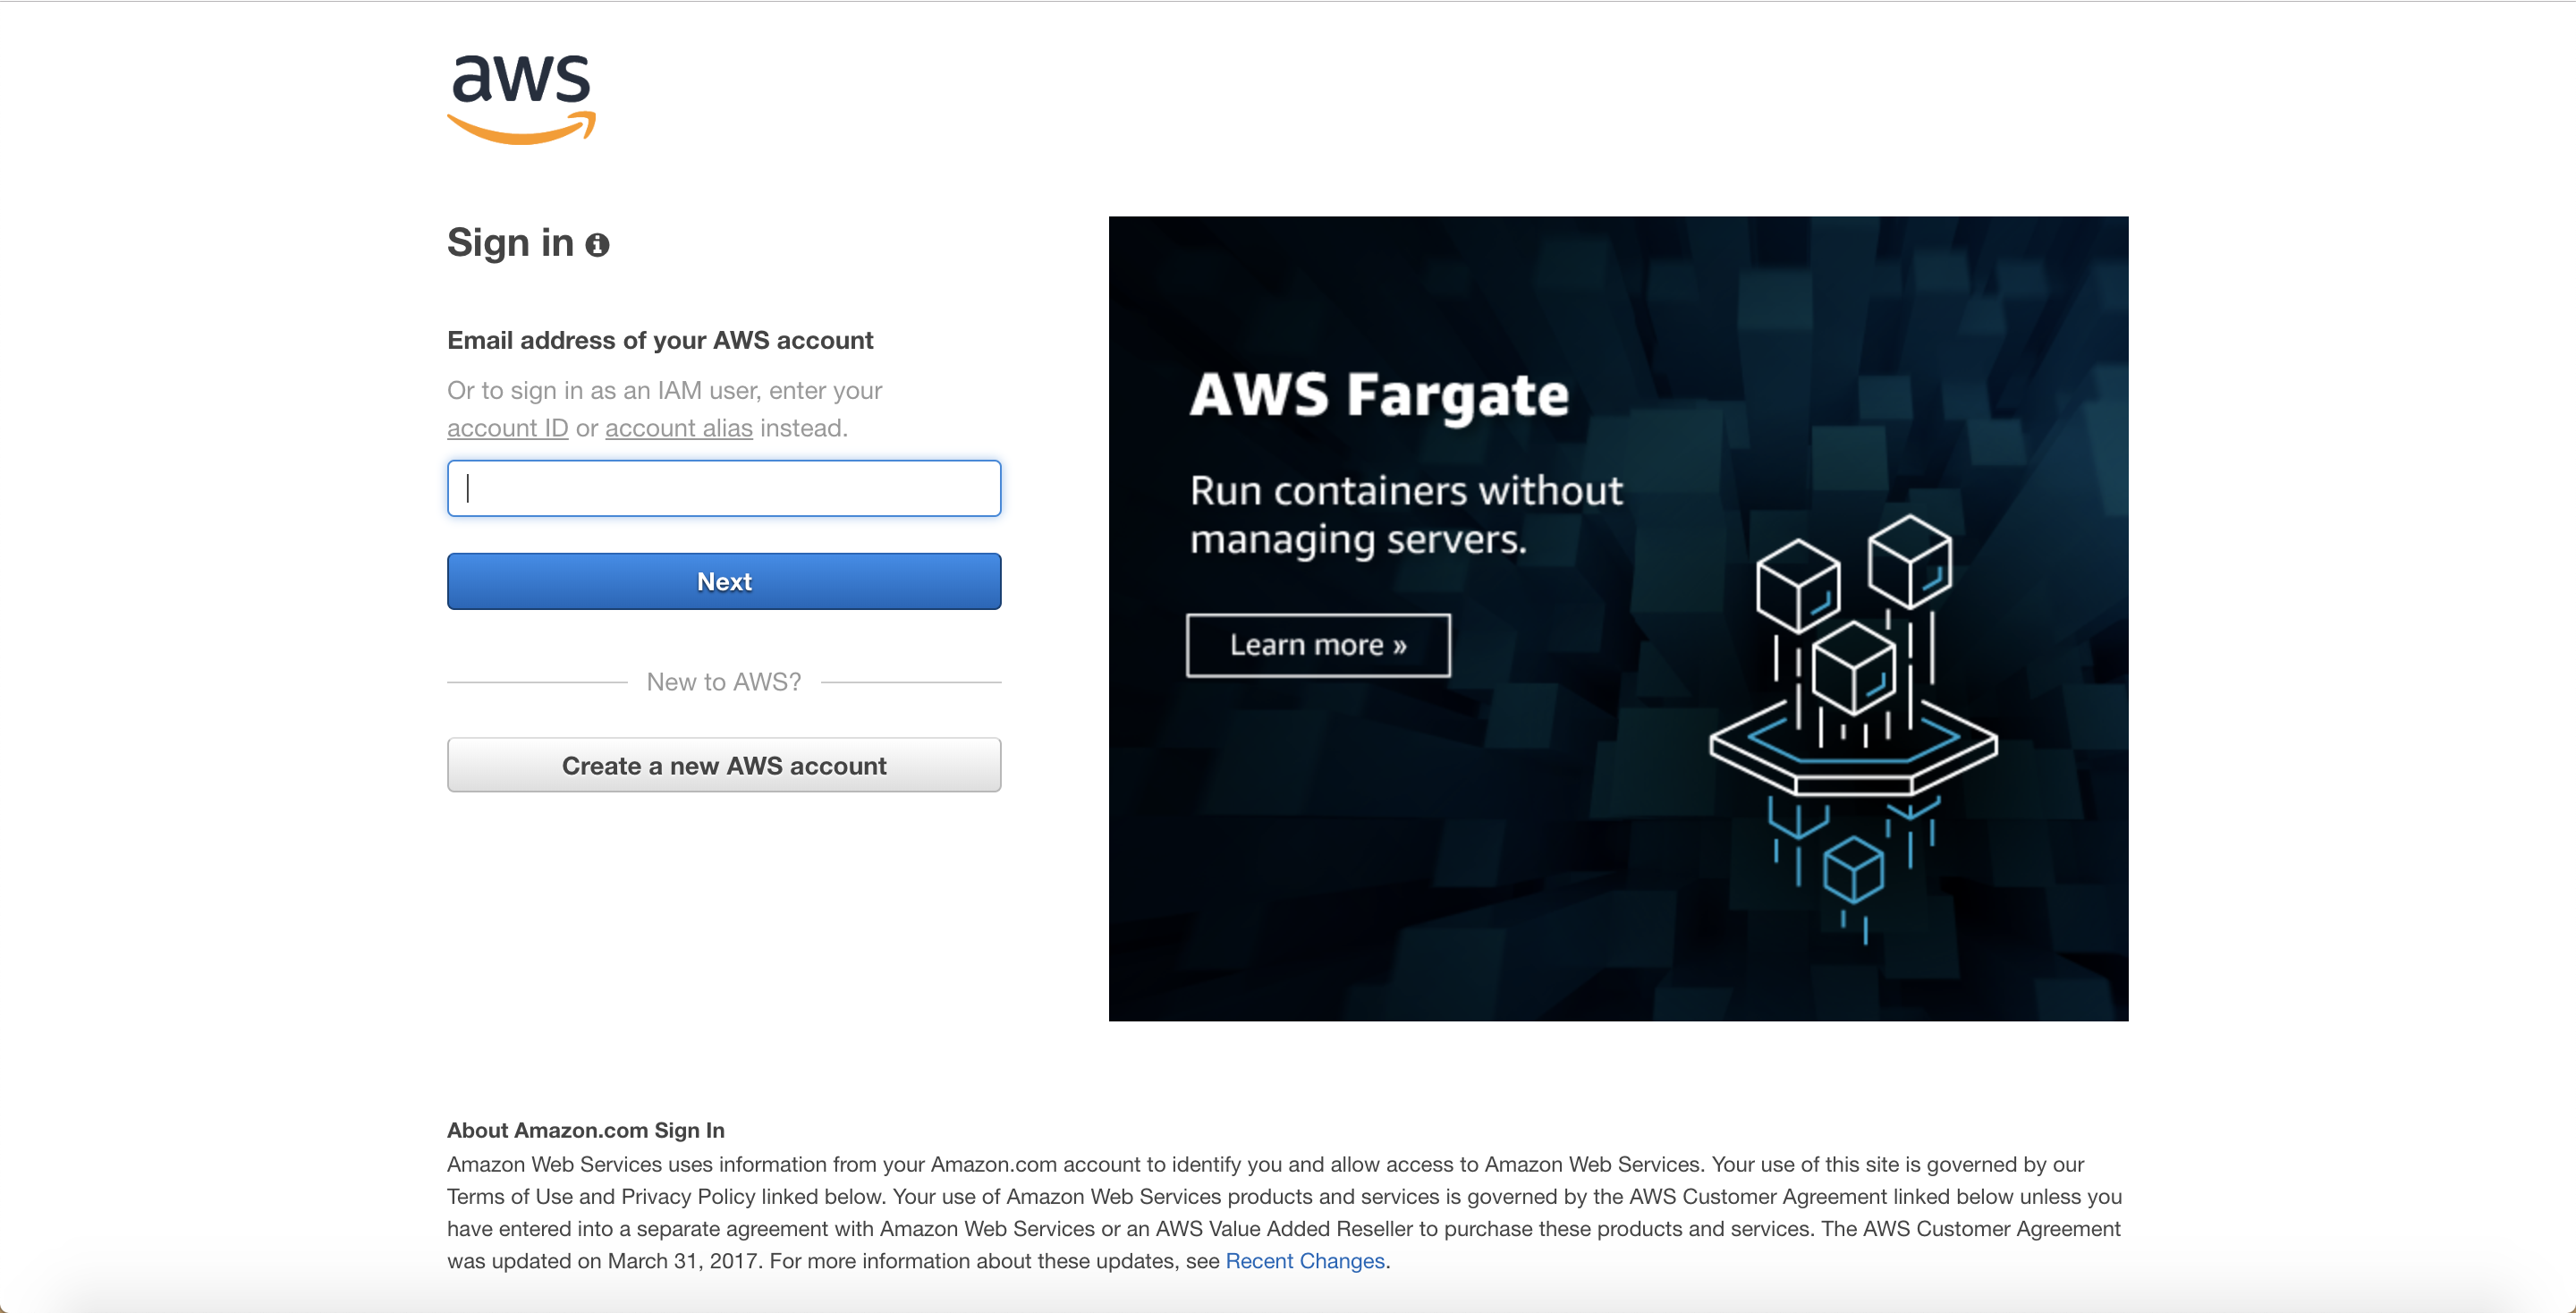 aws
Sign in
Email address of your AWS account
Or to sign in as an IAM user, enter your
account ID or account alias instead.
Next
New to AWS?
Create a new AWS account
AWS Fargate
Run containers without
managing servers.
Learn more »
About Amazon.com Sign In
Amazon Web Services uses information from your Amazon.com account to identify you and allow access to Amazon Web Services. Your use of this site is governed by our
Terms of Use and Privacy Policy linked below. Your use of Amazon Web Services products and services is governed by the AWS Customer Agreement linked below unless you
have entered into a separate agreement with Amazon Web Services or an AWS Value Added Reseller to purchase these products and services. The AWS Customer Agreement
was updated on March 31, 2017. For more information about these updates, see Recent Changes.